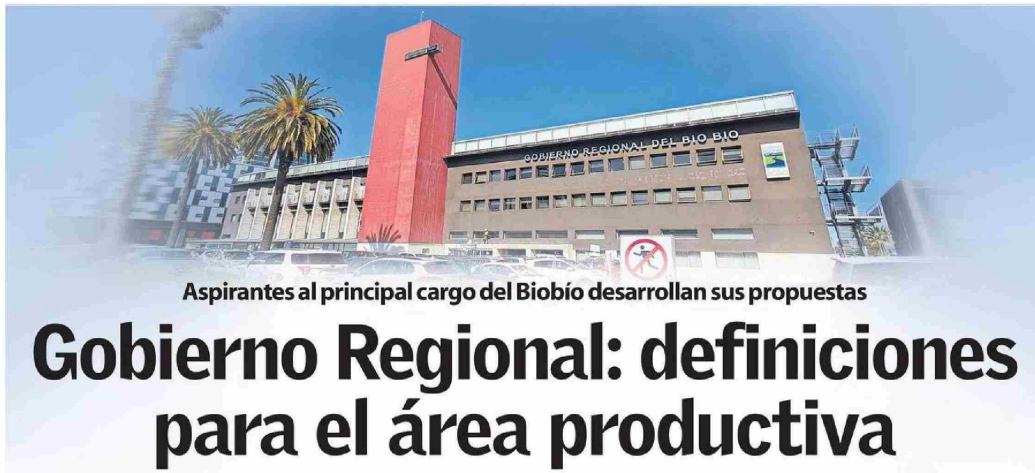 GOBIERNO REGIONAL DEL BIO BIO
Aspirantes al principal cargo del Biobío desarrollan sus propuestas
Gobierno Regional: definiciones
para el área productiva